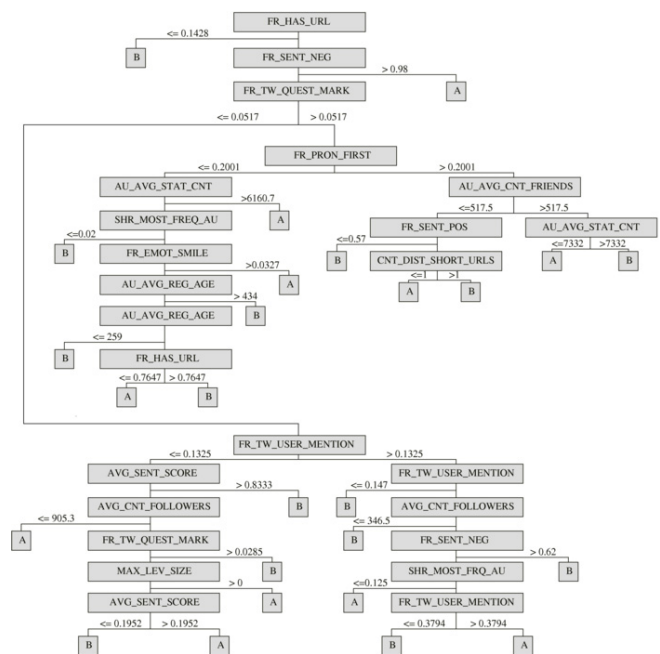 FR_HAS_URL
<= 0.1428
B
FR_SENT_NEG
> 0.98
FR_TW_QUEST_MARK
A
<= 0.0517 > 0.0517
FR_PRON_FIRST
<= 0.2001 > 0.2001
AU_AVG_STAT_CNT AU_AVG_CNT_FRIENDS
>6160.7 <=517.5 >517.5
SHR_MOST_FREQ_AU A FR_SENT_POS AU_AVG_STAT_CNT
<=0.02 <=0.57 <=7332 >7332
B FR_EMOT_SMILE B CNT_DIST_SHORT_URLS A B
>0.0327 <=1 >1
AU_AVG_REG_AGE A A B
> 434
AU_AVG_REG_AGE B
<= 259
B FR_HAS_URL
<= 0.7647 > 0.7647
A B
FR_TW_USER_MENTION
<= 0.1325 > 0.1325
AVG_SENT_SCORE FR_TW_USER_MENTION
> 0.8333 <= 0.147
AVG_CNT_FOLLOWERS B B AVG_CNT_FOLLOWERS
<= 905.3 <= 346.5
A FR_TW_QUEST_MARK B FR_SENT_NEG
> 0.0285 > 0.62
MAX_LEV_SIZE B SHR_MOST_FRQ_AU B
> 0 <=0.125
AVG_SENT_SCORE A A FR_TW_USER_MENTION
<= 0.1952 > 0.1952 <= 0.3794 > 0.3794
B A B A